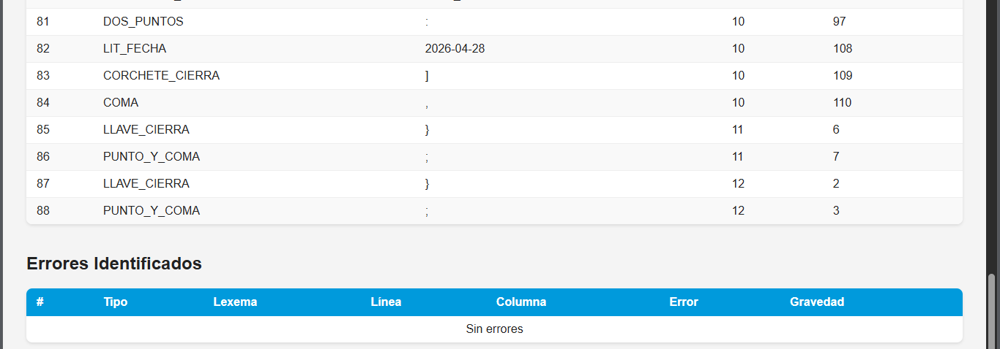 81 DOS_PUNTOS : 10 97
82 LIT_FECHA 2026-04-28 10 108
83 CORCHETE_CIERRA ] 10 109
84 COMA , 10 110
85 LLAVE_CIERRA } 11 6
86 PUNTO_Y_COMA ; 11 7
87 LLAVE_CIERRA } 12 2
88 PUNTO_Y_COMA ; 12 3
Errores Identificados
# Tipo Lexema Línea Columna Error Gravedad
Sin errores